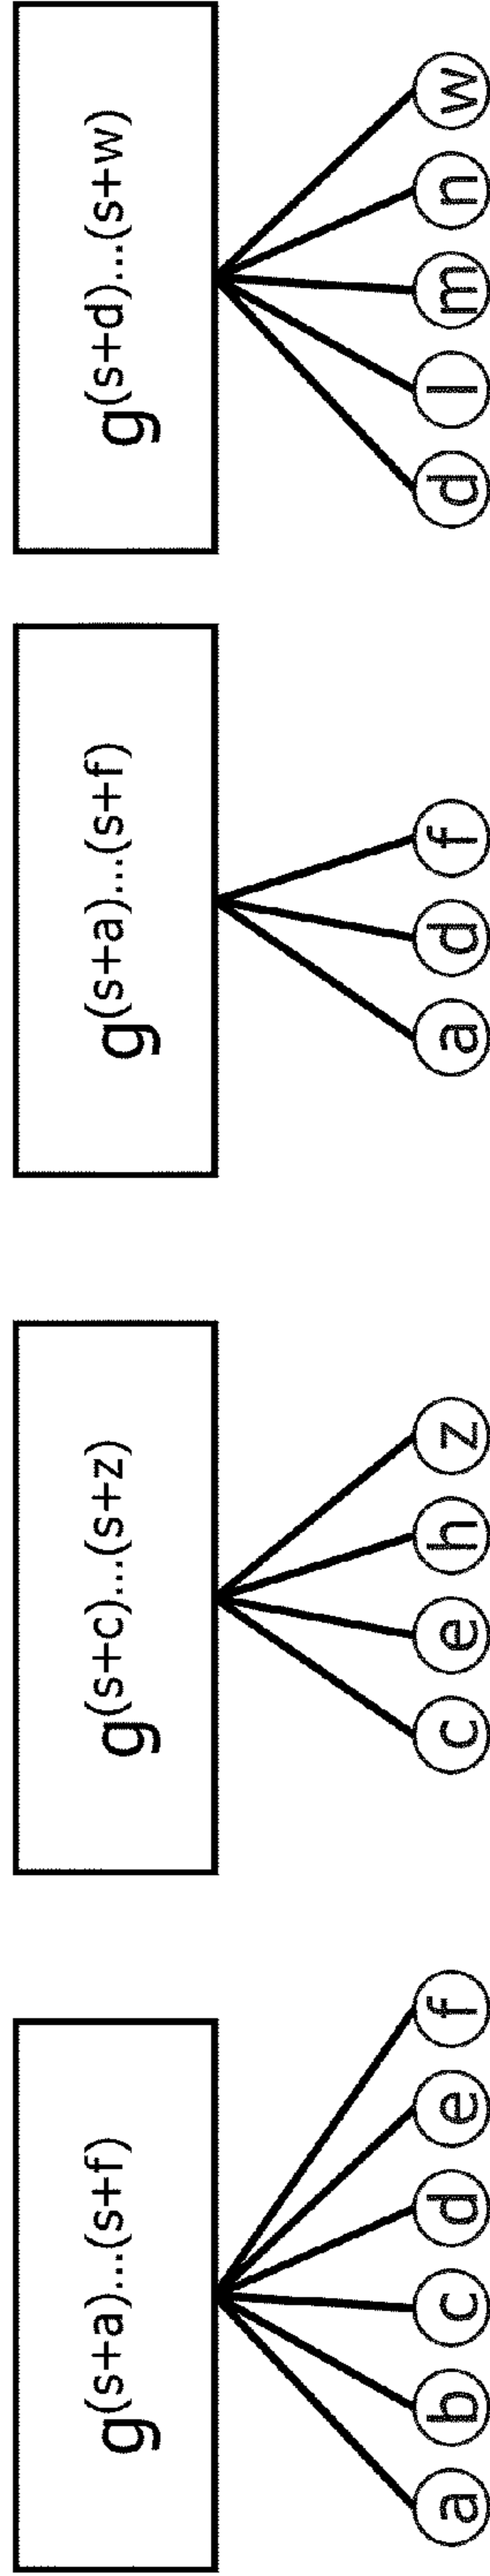 g(s+a)...(s+f)
a b c d e f
g(s+c)...(s+z)
c e h z
g(s+a)...(s+f)
a d f
g(s+d)...(s+w)
d l m n w